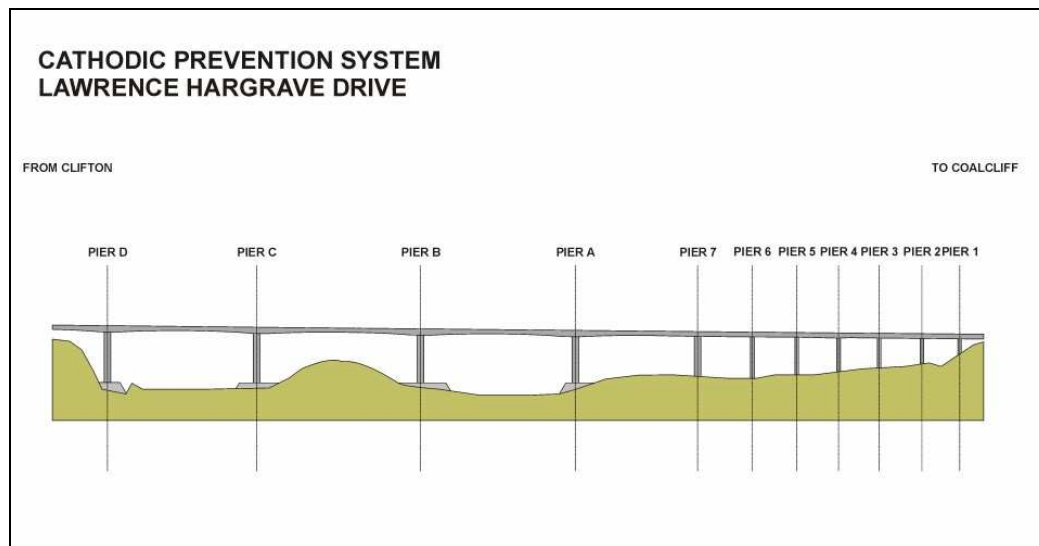 CATHODIC PREVENTION SYSTEM
LAWRENCE HARGRAVE DRIVE
FROM CLIFTON
TO COALCLIFF
PIER D
PIER C
PIER B
PIER A
PIER 7
PIER 6
PIER 5
PIER 4
PIER 3
PIER 2
PIER 1